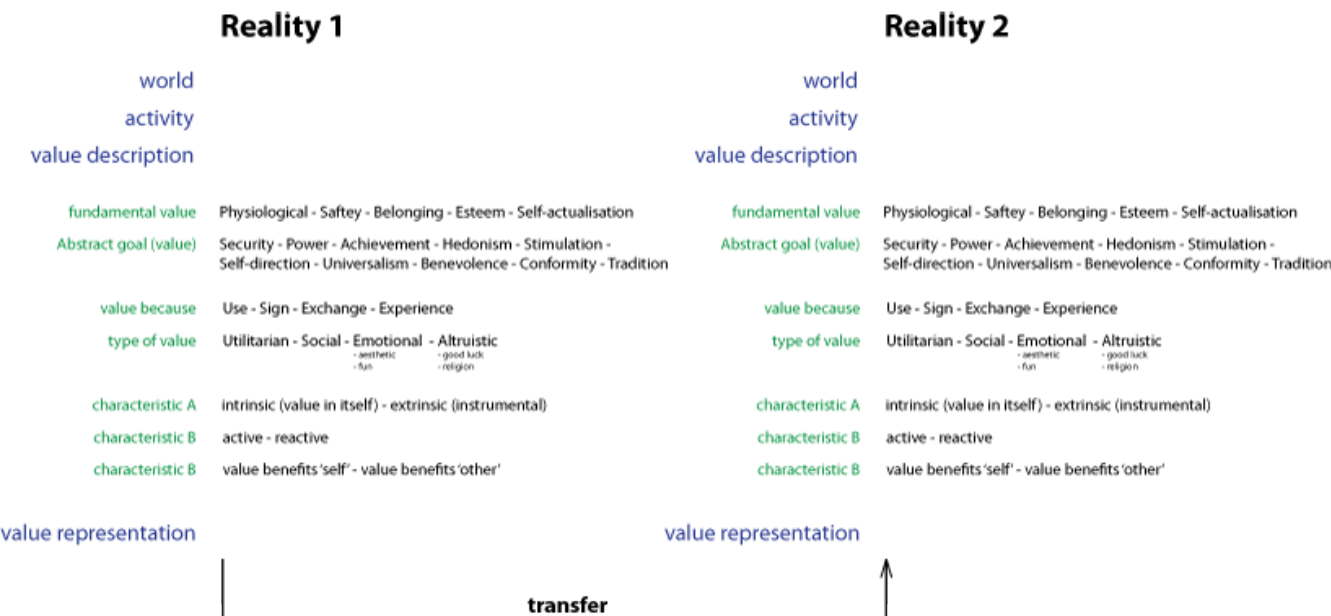 Reality 1
world
activity
value description
fundamental value Physiological - Saftey - Belonging - Esteem - Self-actualisation
Abstract goal (value) Security - Power - Achievement - Hedonism - Stimulation -
Self-direction - Universalism - Benevolence - Conformity - Tradition
value because Use - Sign - Exchange - Experience
type of value Utilitarian - Social - Emotional - Altruistic
- aesthetic - good luck
- fun - religion
characteristic A intrinsic (value in itself) - extrinsic (instrumental)
characteristic B active - reactive
characteristic B value benefits 'self' - value benefits 'other'
value representation
Reality 2
world
activity
value description
fundamental value Physiological - Saftey - Belonging - Esteem - Self-actualisation
Abstract goal (value) Security - Power - Achievement - Hedonism - Stimulation -
Self-direction - Universalism - Benevolence - Conformity - Tradition
value because Use - Sign - Exchange - Experience
type of value Utilitarian - Social - Emotional - Altruistic
- aesthetic - good luck
- fun - religion
characteristic A intrinsic (value in itself) - extrinsic (instrumental)
characteristic B active - reactive
characteristic B value benefits 'self' - value benefits 'other'
value representation
transfer